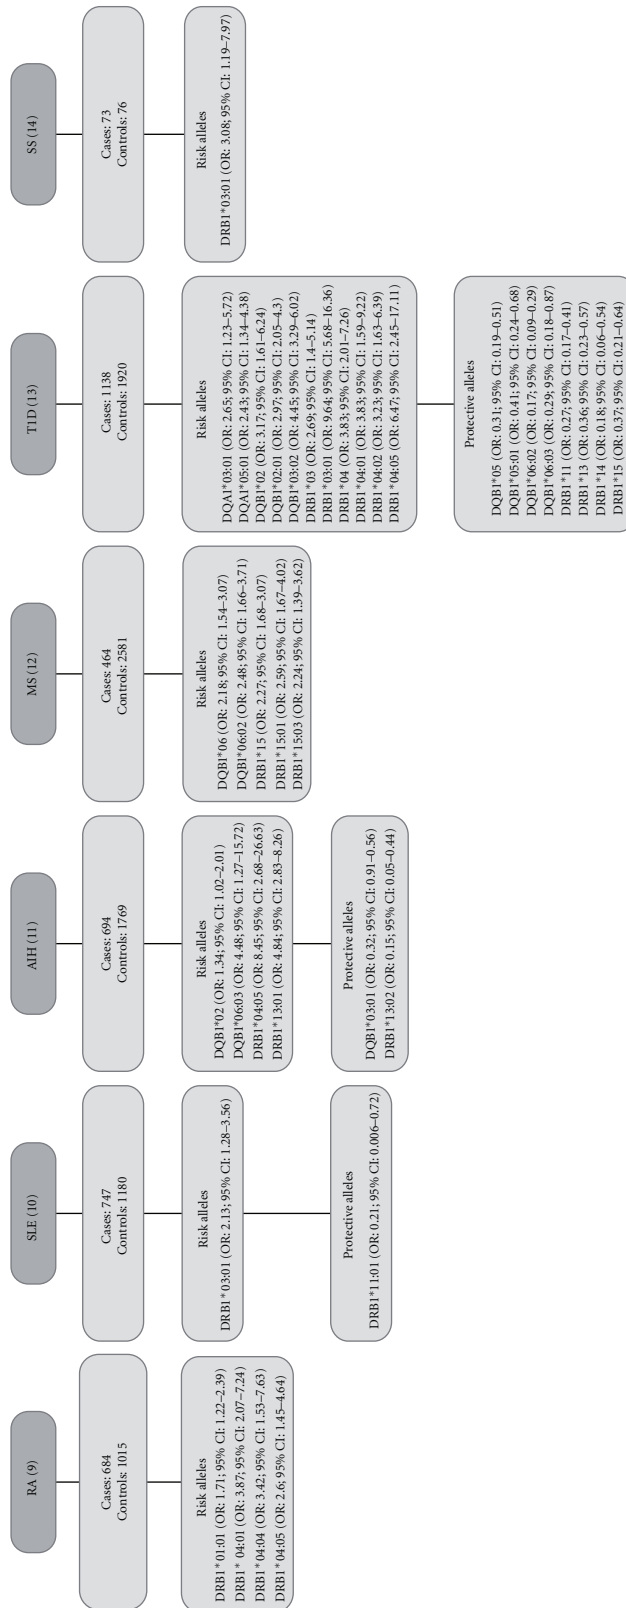 RA (9)
Cases: 684
Controls: 1015
Risk alleles
DRB1*01:01 (OR: 1.71; 95% CI: 1.22–2.39)
DRB1* 04:01 (OR: 3.87; 95% CI: 2.07–7.24)
DRB1*04:04 (OR: 3.42; 95% CI: 1.53–7.63)
DRB1*04:05 (OR: 2.6; 95% CI: 1.45–4.64)
SLE (10)
Cases: 747
Controls: 1180
Risk alleles
DRB1* 03:01 (OR: 2.13; 95% CI: 1.28–3.56)
Protective alleles
DRB1*11:01 (OR: 0.21; 95% CI: 0.006–0.72)
AIH (11)
Cases: 694
Controls: 1769
Risk alleles
DQB1*02 (OR: 1.34; 95% CI: 1.02–2.01)
DQB1*06:03 (OR: 4.48; 95% CI: 1.27–15.72)
DRB1*04:05 (OR: 8.45; 95% CI: 2.68–26.63)
DRB1*13:01 (OR: 4.84; 95% CI: 2.83–8.26)
Protective alleles
DQB1*03:01 (OR: 0.32; 95% CI: 0.91–0.56)
DRB1*13:02 (OR: 0.15; 95% CI: 0.05–0.44)
MS (12)
Cases: 464
Controls: 2581
Risk alleles
DQB1*06 (OR: 2.18; 95% CI: 1.54–3.07)
DQB1*06:02 (OR: 2.48; 95% CI: 1.66–3.71)
DRB1*15 (OR: 2.27; 95% CI: 1.68–3.07)
DRB1*15:01 (OR: 2.59; 95% CI: 1.67–4.02)
DRB1*15:03 (OR: 2.24; 95% CI: 1.39–3.62)
T1D (13)
Cases: 1138
Controls: 1920
Risk alleles
DQA1*03:01 (OR: 2.65; 95% CI: 1.23–5.72)
DQA1*05:01 (OR: 2.43; 95% CI: 1.34–4.38)
DQB1*02 (OR: 3.17; 95% CI: 1.61–6.24)
DQB1*02:01 (OR: 2.97; 95% CI: 2.05–4.3)
DQB1*03:02 (OR: 4.45; 95% CI: 3.29–6.02)
DRB1*03 (OR: 2.69; 95% CI: 1.4–5.14)
DRB1*03:01 (OR: 9.64; 95% CI: 5.68–16.36)
DRB1*04 (OR: 3.83; 95% CI: 2.01–7.26)
DRB1*04:01 (OR: 3.83; 95% CI: 1.59–9.22)
DRB1*04:02 (OR: 3.23; 95% CI: 1.63–6.39)
DRB1*04:05 (OR: 6.47; 95% CI: 2.45–17.11)
Protective alleles
DQB1*05 (OR: 0.31; 95% CI: 0.19–0.51)
DQB1*05:01 (OR: 0.41; 95% CI: 0.24–0.68)
DQB1*06:02 (OR: 0.17; 95% CI: 0.09–0.29)
DQB1*06:03 (OR: 0.29; 95% CI: 0.18–0.87)
DRB1*11 (OR: 0.27; 95% CI: 0.17–0.41)
DRB1*13 (OR: 0.36; 95% CI: 0.23–0.57)
DRB1*14 (OR: 0.18; 95% CI: 0.06–0.54)
DRB1*15 (OR: 0.37; 95% CI: 0.21–0.64)
SS (14)
Cases: 73
Controls: 76
Risk alleles
DRB1*03:01 (OR: 3.08; 95% CI: 1.19–7.97)